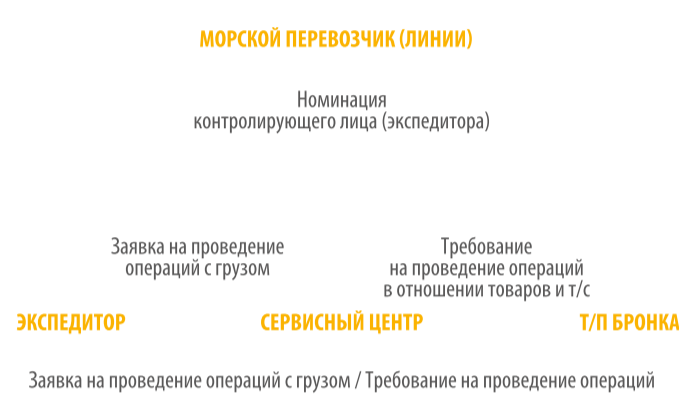 МОРСКОЙ ПЕРЕВОЗЧИК (ЛИНИИ)
Номинация
контролирующего лица (экспедитора)
Заявка на проведение
операций с грузом
Требование
на проведение операций
в отношении товаров и т/с
ЭКСПЕДИТОР
СЕРВИСНЫЙ ЦЕНТР
Т/П БРОНКА
Заявка на проведение операций с грузом / Требование на проведение операций